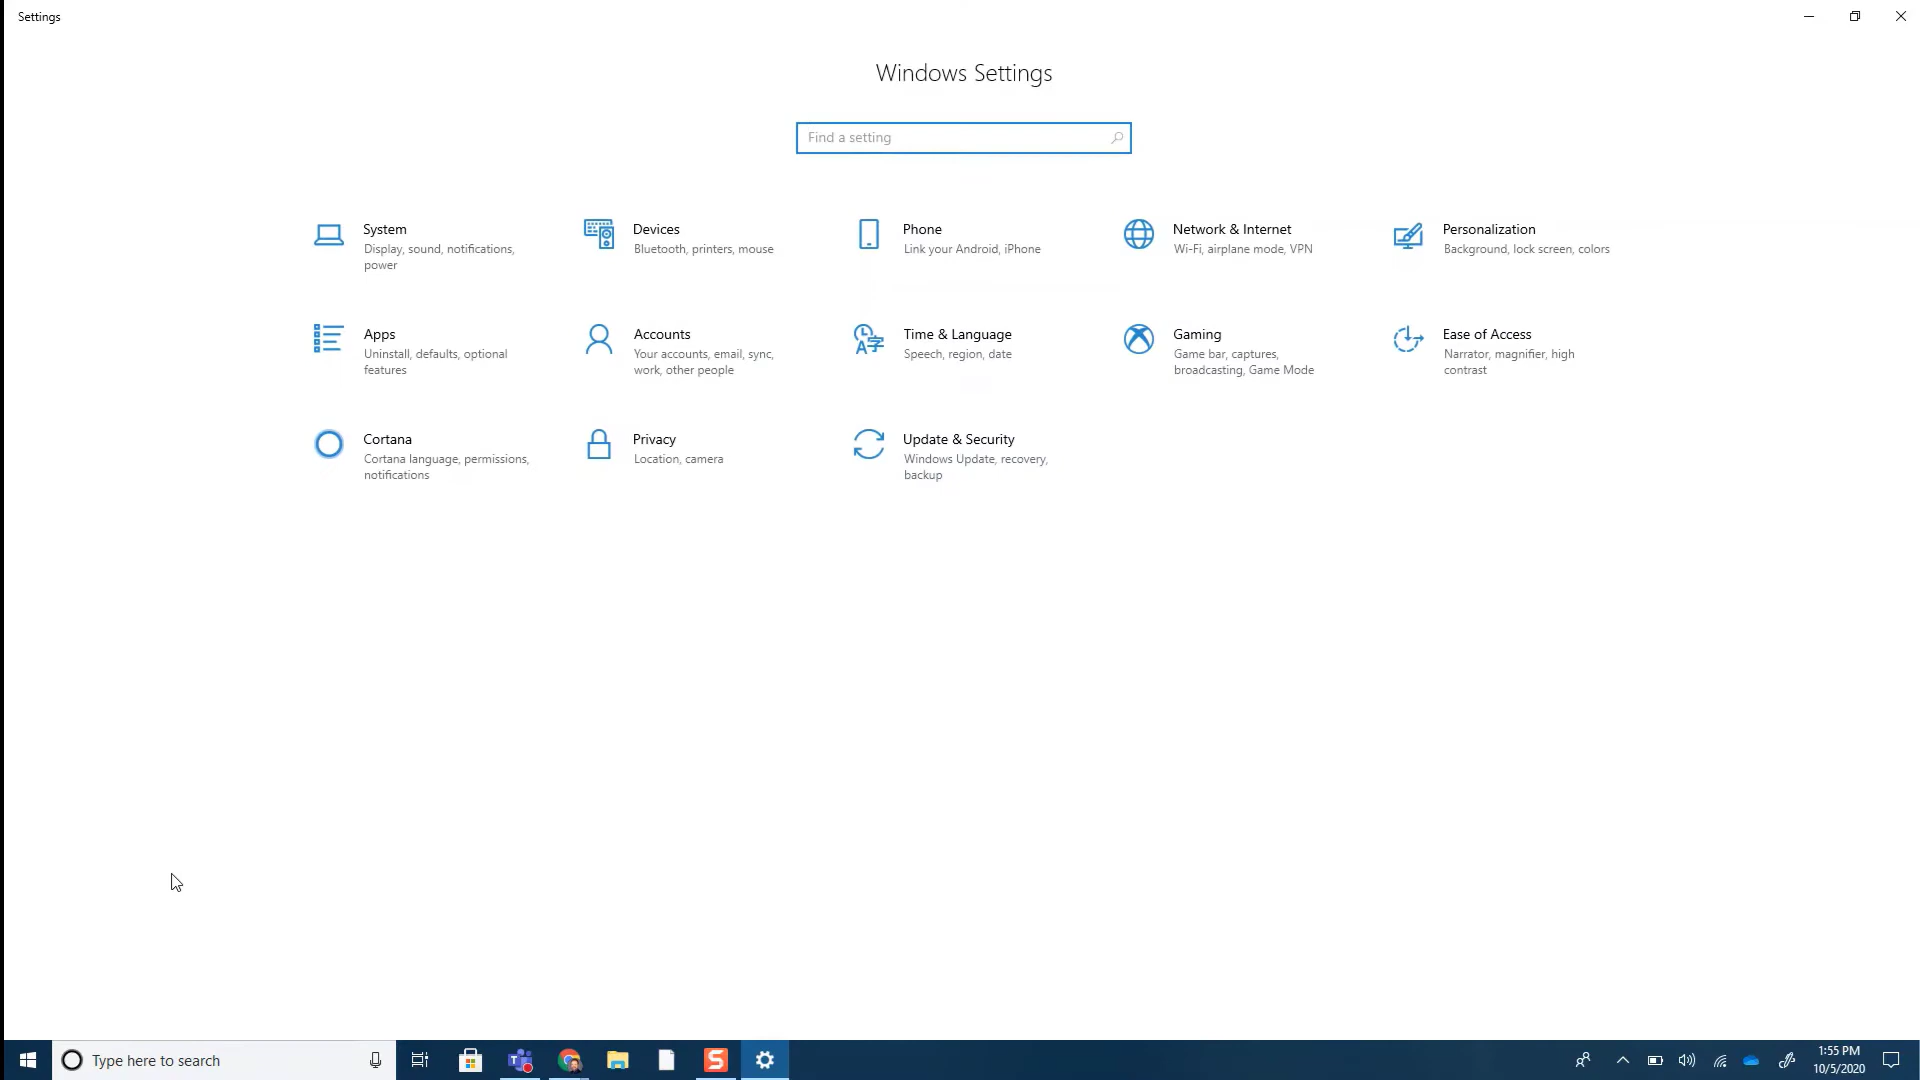 Settings
Windows Settings
Find a setting
System
Display, sound, notifications,
power
Devices
Bluetooth, printers, mouse
Phone
Link your Android, iPhone
Network & Internet
Wi-Fi, airplane mode, VPN
Personalization
Background, lock screen, colors
Apps
Uninstall, defaults, optional
features
Accounts
Your accounts, email, sync,
work, other people
Time & Language
Speech, region, date
Gaming
Game bar, captures,
broadcasting, Game Mode
Ease of Access
Narrator, magnifier, high
contrast
Cortana
Cortana language, permissions,
notifications
Privacy
Location, camera
Update & Security
Windows Update, recovery,
backup
Type here to search
1:55 PM
10/5/2020